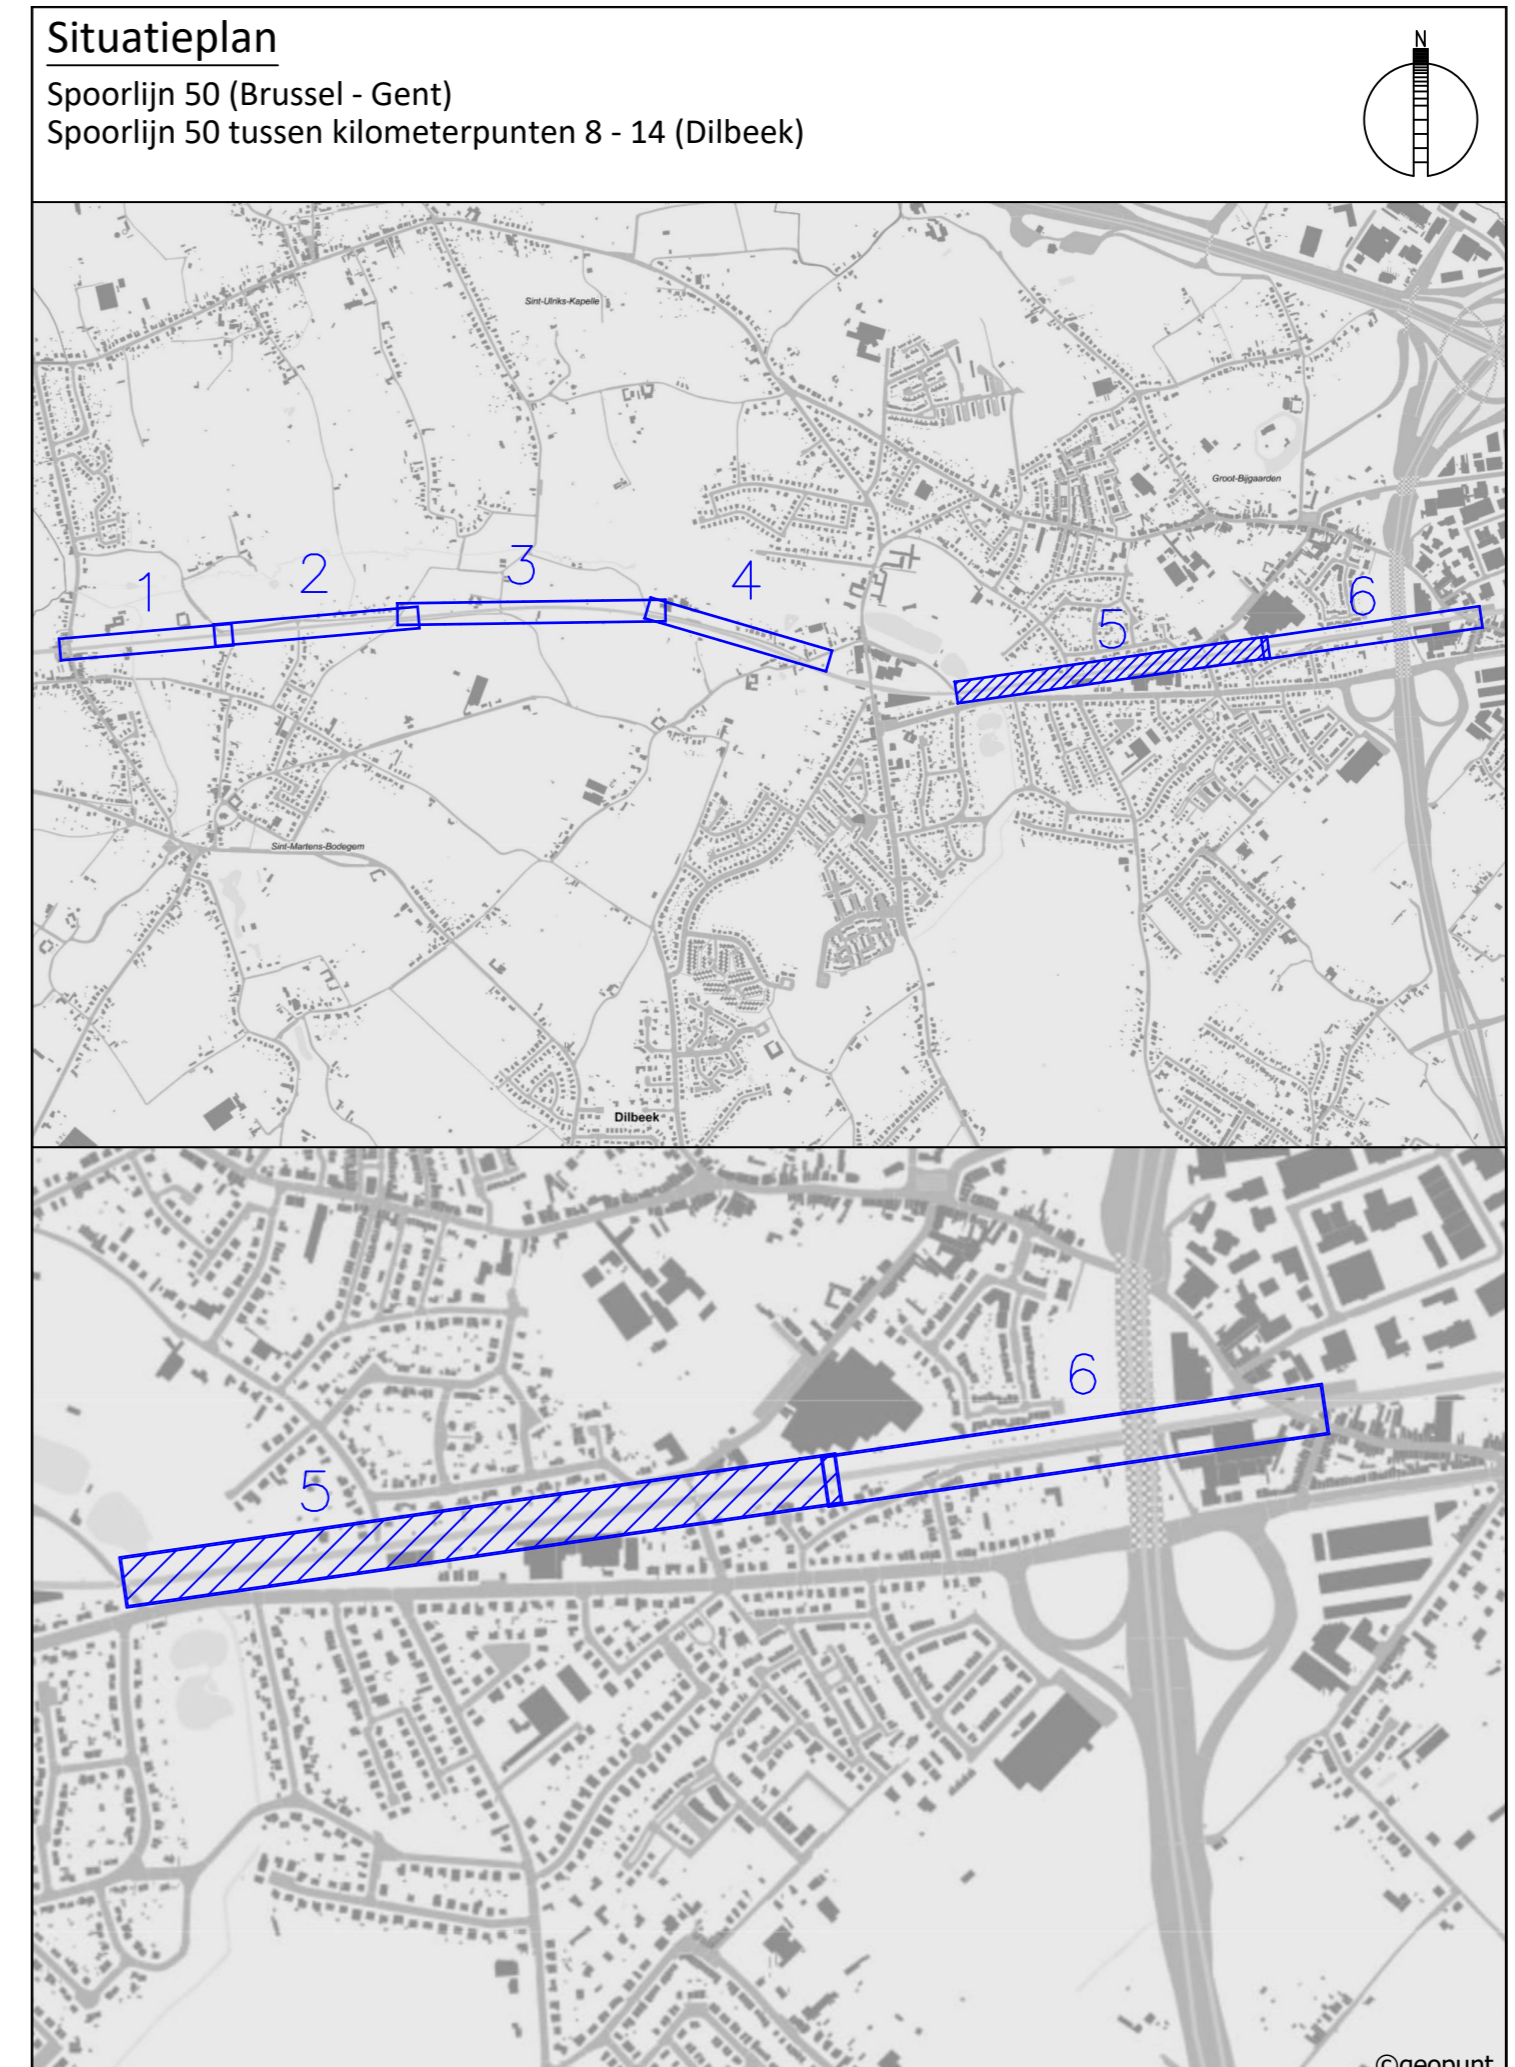 Situatieplan
Spoorlijn 50 (Brussel - Gent)
Spoorlijn 50 tussen kilometerpunten 8 - 14 (Dilbeek)
N
Sint-Ulriks-Kapelle
Groot-Bijgaarden
1
2
3
4
5
6
Sint-Martens-Bodegem
Dilbeek
6
5
©geopunt